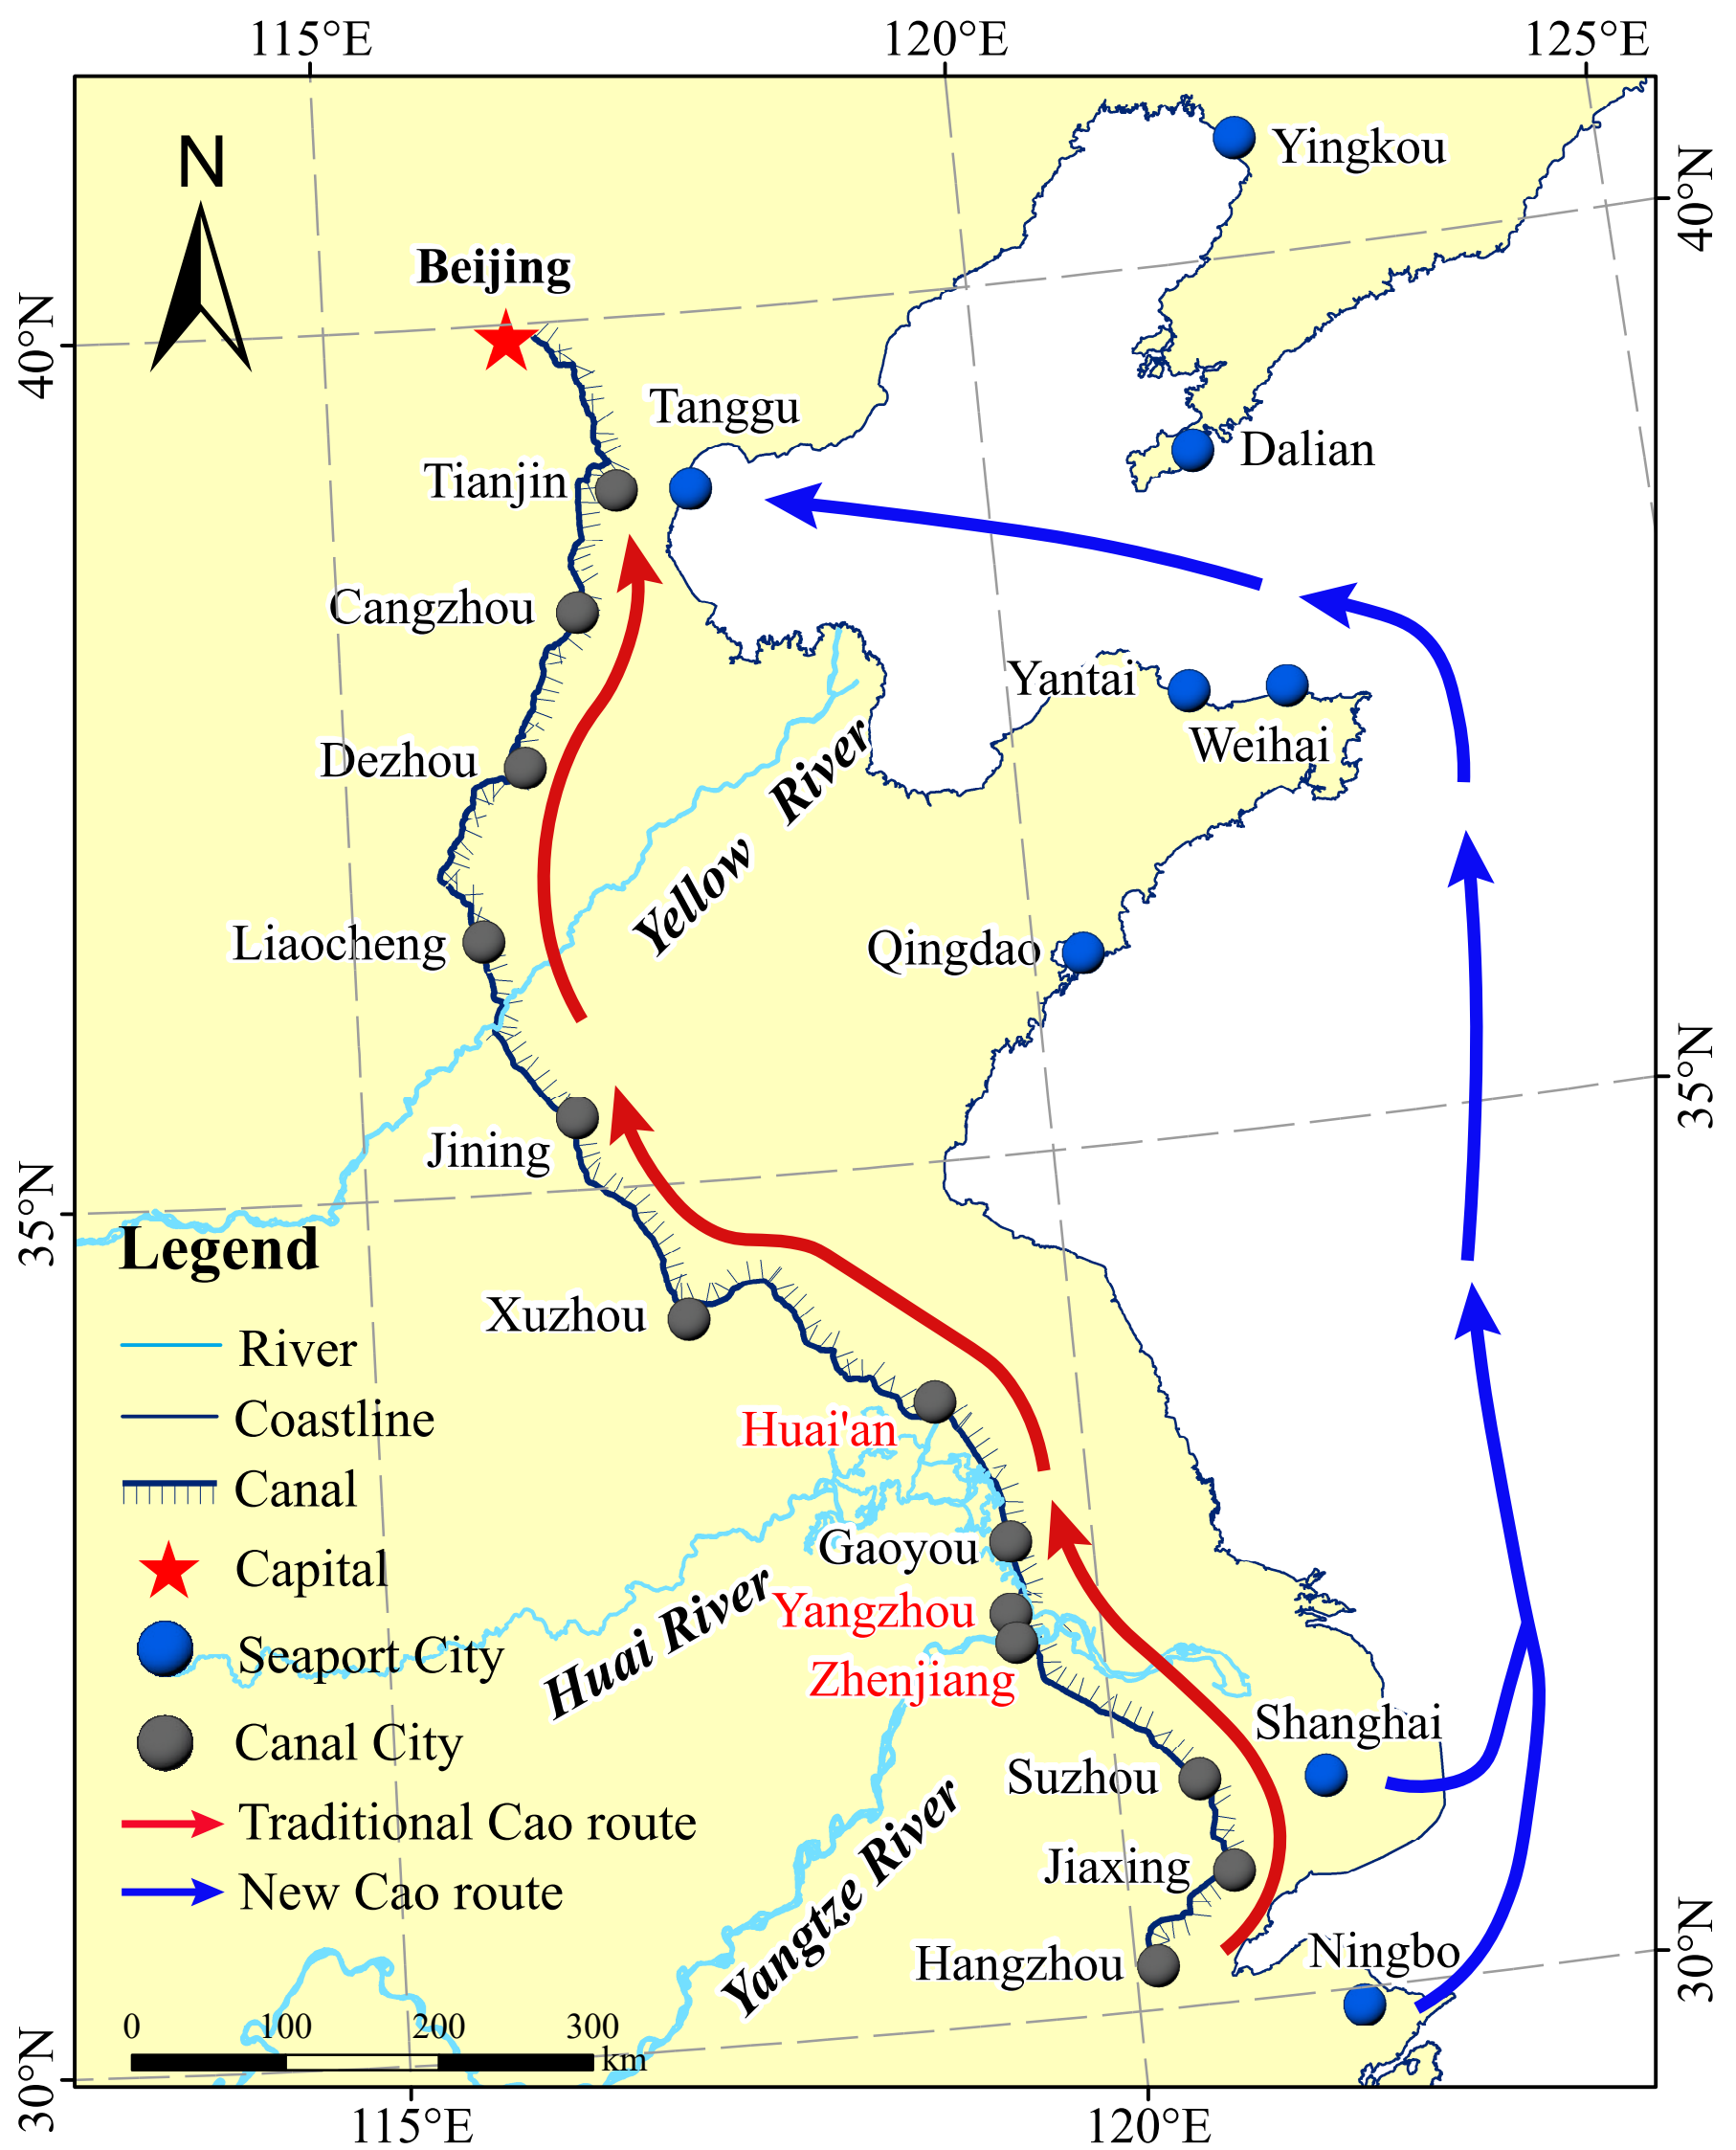 115°E
120°E
125°E
N
Yingkou
40°N
Beijing
40°N
Tanggu
Dalian
Tianjin
Cangzhou
Yantai
Weihai
Dezhou
Yellow River
Liaocheng
Qingdao
35°N
Jining
35°N
Legend
Xuzhou
River
Coastline
Huai'an
Canal
Gaoyou
Capital
Yangzhou
Huai River
Seaport City
Zhenjiang
Shanghai
Canal City
Suzhou
Traditional Cao route
Yangtze River
Jiaxing
New Cao route
Hangzhou
Ningbo
30°N
0 100 200 300
km
30°N
115°E
120°E